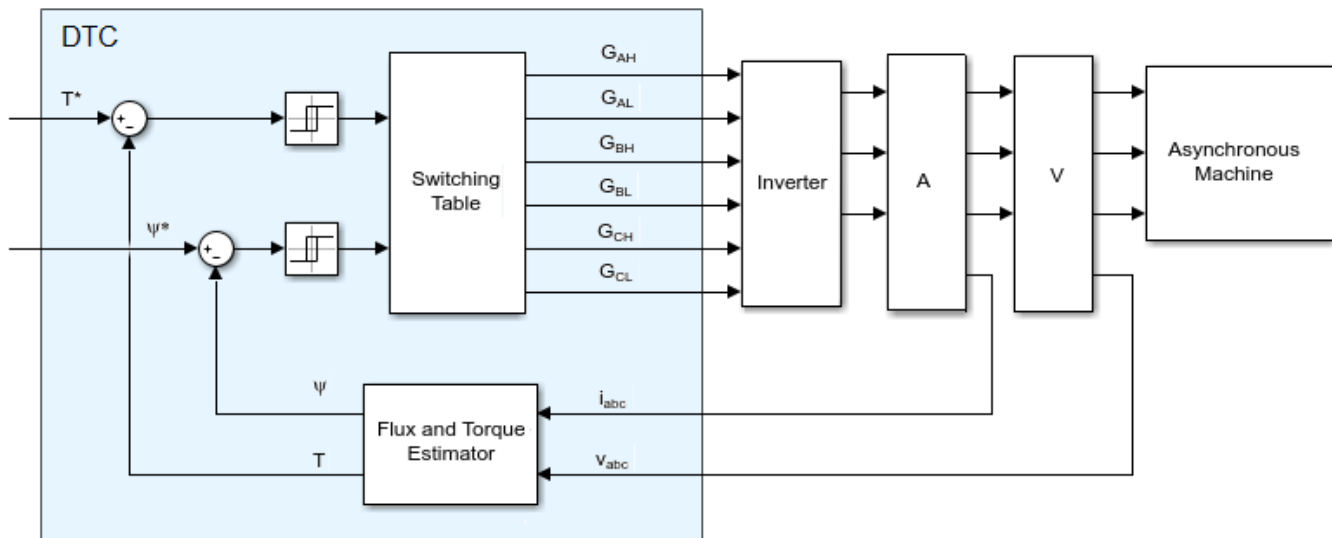 DTC
T*
ψ*
+
-
+
-
Switching
Table
G_AH
G_AL
G_BH
G_BL
G_CH
G_CL
Inverter
A
V
Asynchronous
Machine
ψ
T
Flux and Torque
Estimator
i_abc
v_abc